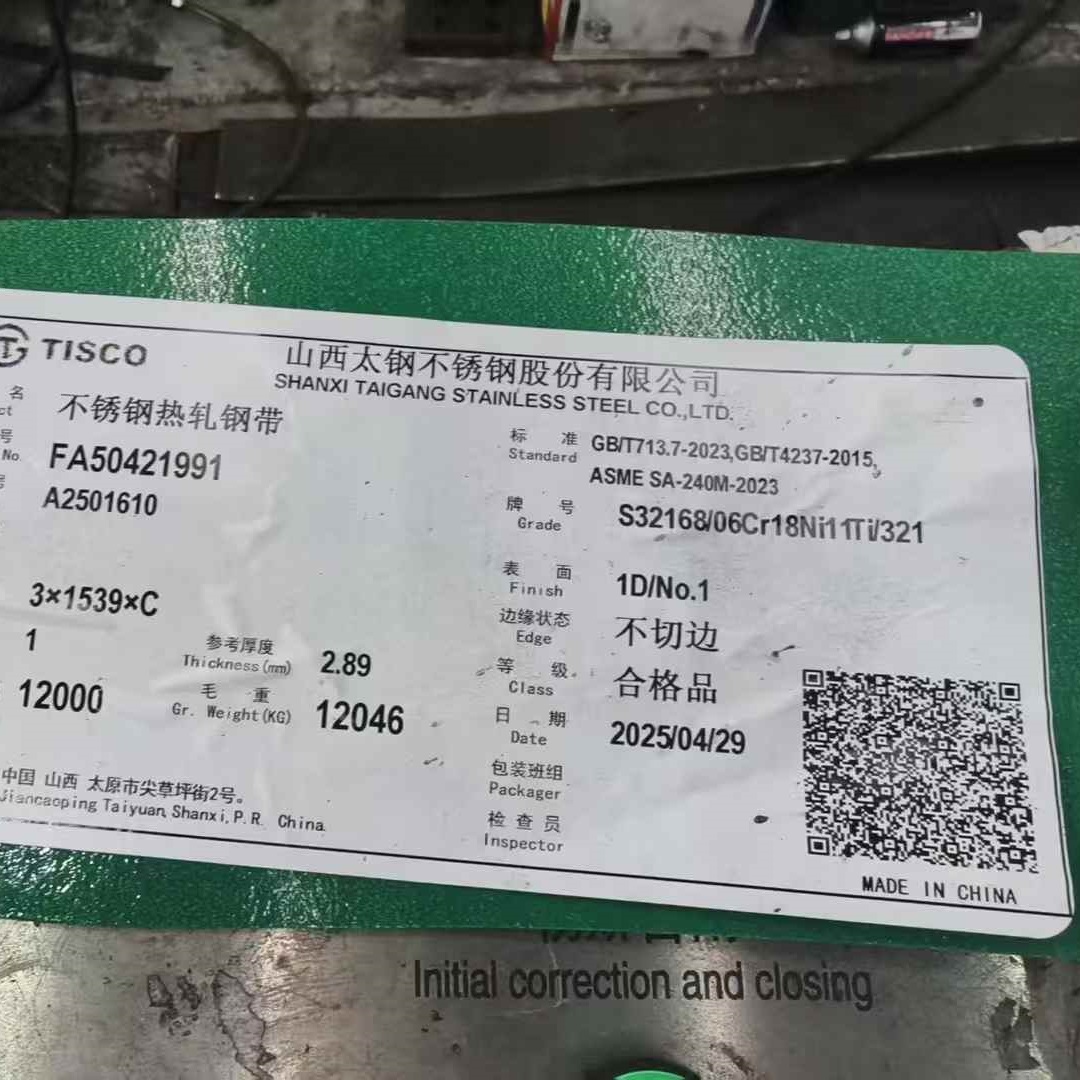 TISCO
山西太钢不锈钢股份有限公司
SHANXI TAIGANG STAINLESS STEEL CO.,LTD.
名
ct
不锈钢热轧钢带
号
No.
FA50421991
A2501610
标 准
Standard
GB/T713.7-2023,GB/T4237-2015,
ASME SA-240M-2023
牌 号
Grade
S32168/06Cr18Ni11Ti/321
表 面
Finish
1D/No.1
3×1539×C
边缘状态
Edge
不切边
1
参考厚度
Thickness(mm)
2.89
等 级
Class
合格品
12000
毛 重
Gr. Weight(KG)
12046
日 期
Date
2025/04/29
包装班组
Packager
中国 山西 太原市尖草坪街2号。
Jiancaoping Taiyuan, Shanxi, P.R. China.
检查员
Inspector
MADE IN CHINA
Initial correction and closing